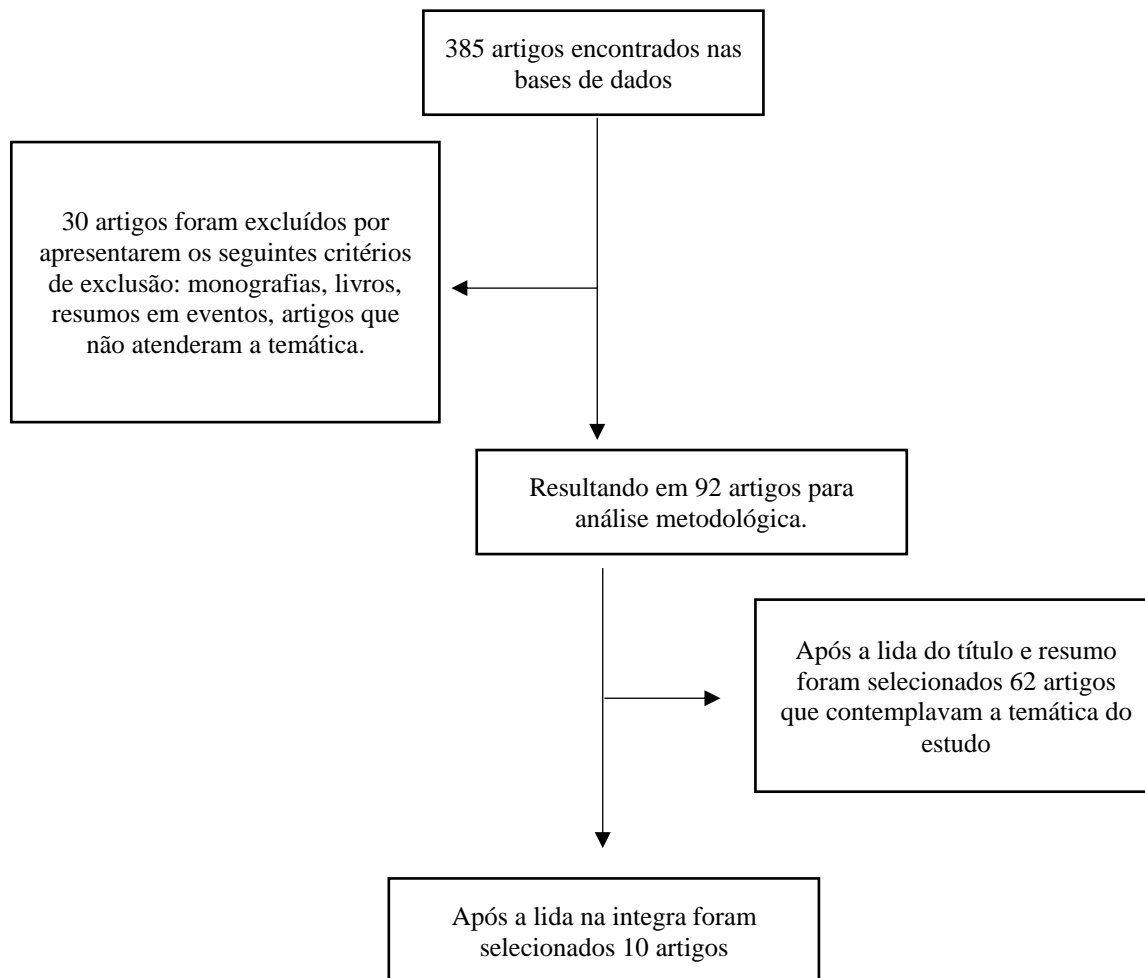 385 artigos encontrados nas
bases de dados
30 artigos foram excluídos por
apresentarem os seguintes critérios
de exclusão: monografias, livros,
resumos em eventos, artigos que
não atenderam a temática.
Resultando em 92 artigos para
análise metodológica.
Após a lida do título e resumo
foram selecionados 62 artigos
que contemplavam a temática do
estudo
Após a lida na integra foram
selecionados 10 artigos